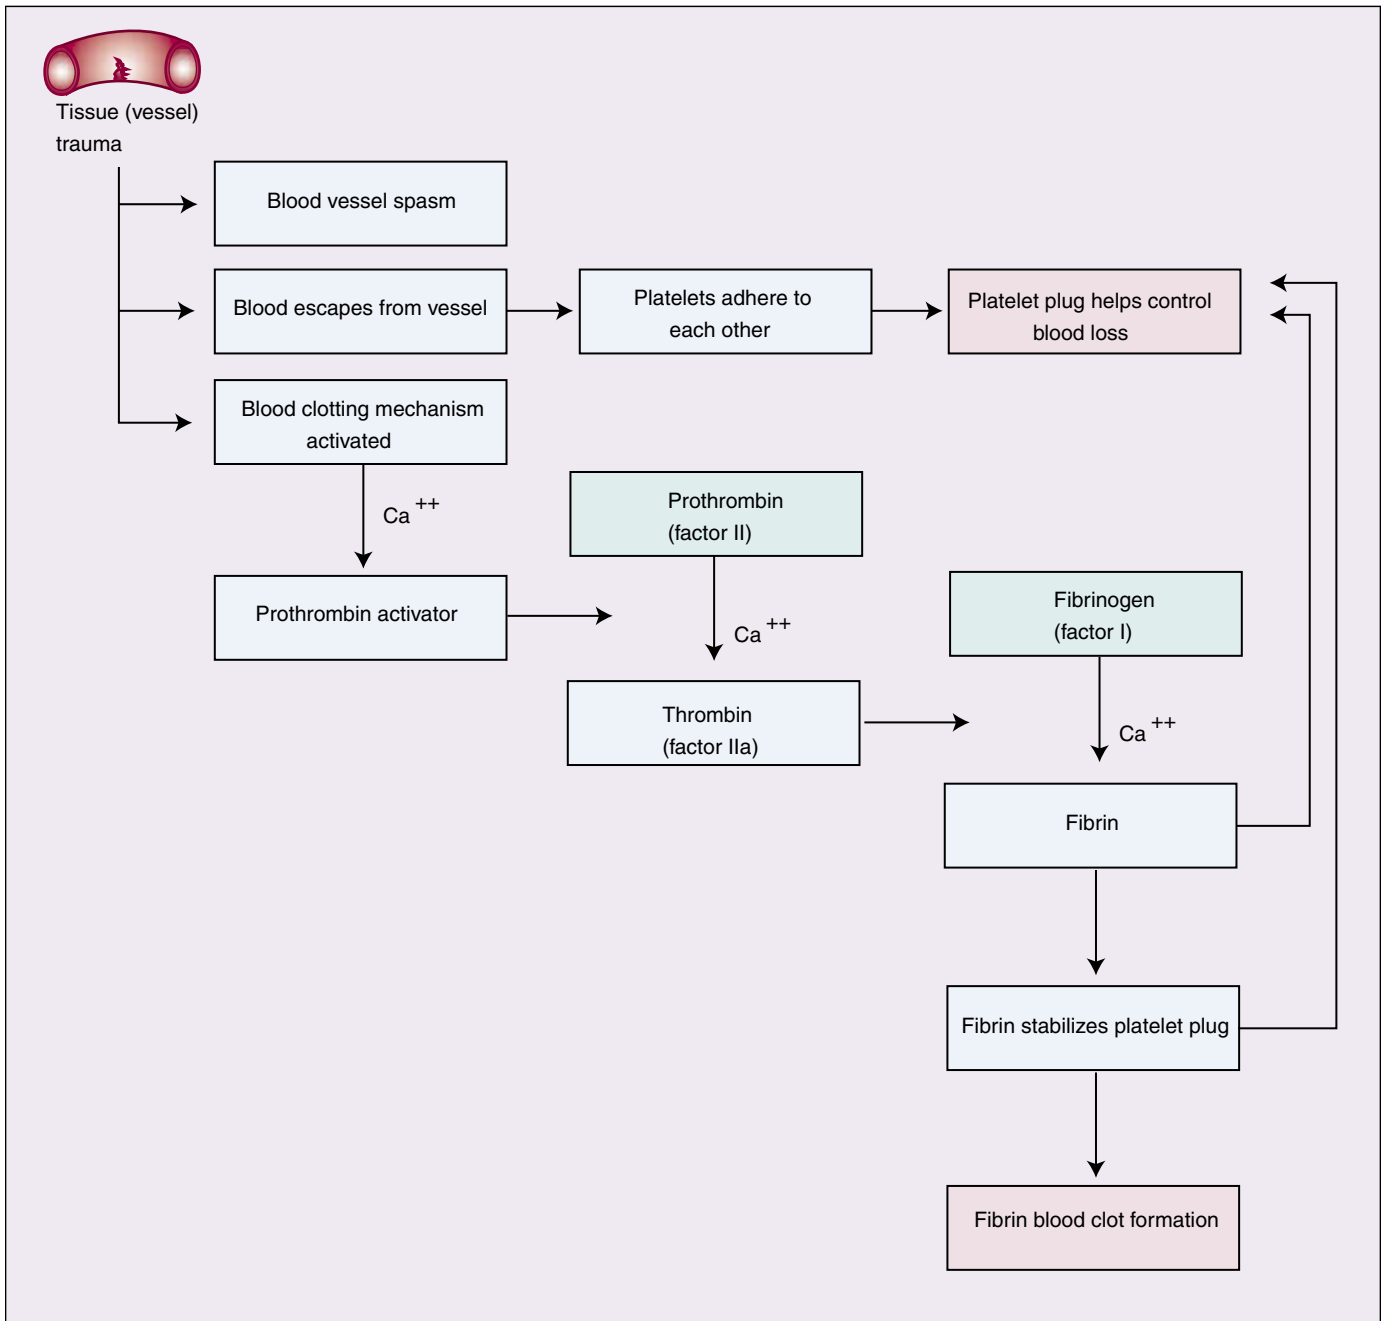 Tissue (vessel)
trauma
Blood vessel spasm
Blood escapes from vessel
Platelets adhere to
each other
Platelet plug helps control
blood loss
Blood clotting mechanism
activated
Ca ++
Prothrombin
(factor II)
Prothrombin activator
Ca ++
Fibrinogen
(factor I)
Thrombin
(factor IIa)
Ca ++
Fibrin
Fibrin stabilizes platelet plug
Fibrin blood clot formation